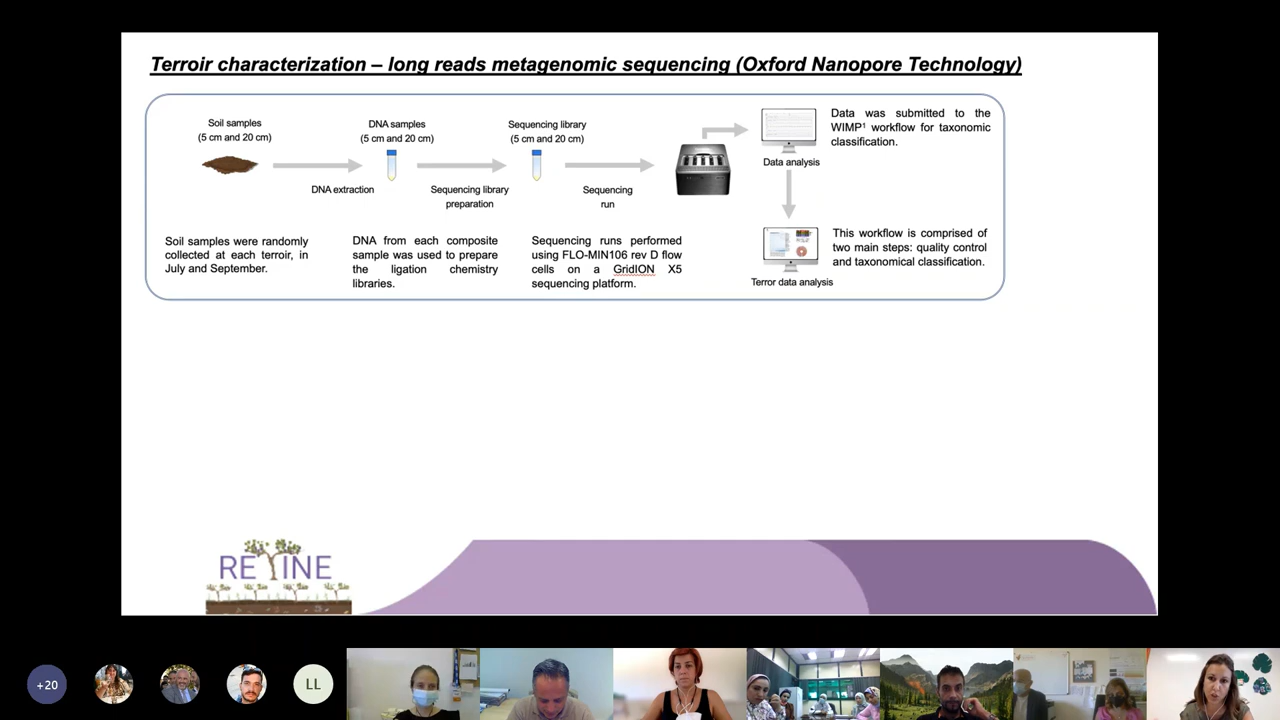 Terroir characterization – long reads metagenomic sequencing (Oxford Nanopore Technology)
Soil samples
(5 cm and 20 cm)
DNA extraction
DNA samples
(5 cm and 20 cm)
Sequencing library
preparation
Sequencing library
(5 cm and 20 cm)
Sequencing
run
Data analysis
Data was submitted to the
WIMP¹ workflow for taxonomic
classification.
Soil samples were randomly
collected at each terroir, in
July and September.
DNA from each composite
sample was used to prepare
the ligation chemistry
libraries.
Sequencing runs performed
using FLO-MIN106 rev D flow
cells on a GridION X5
sequencing platform.
Terror data analysis
This workflow is comprised of
two main steps: quality control
and taxonomical classification.
REVINE
+20
LL